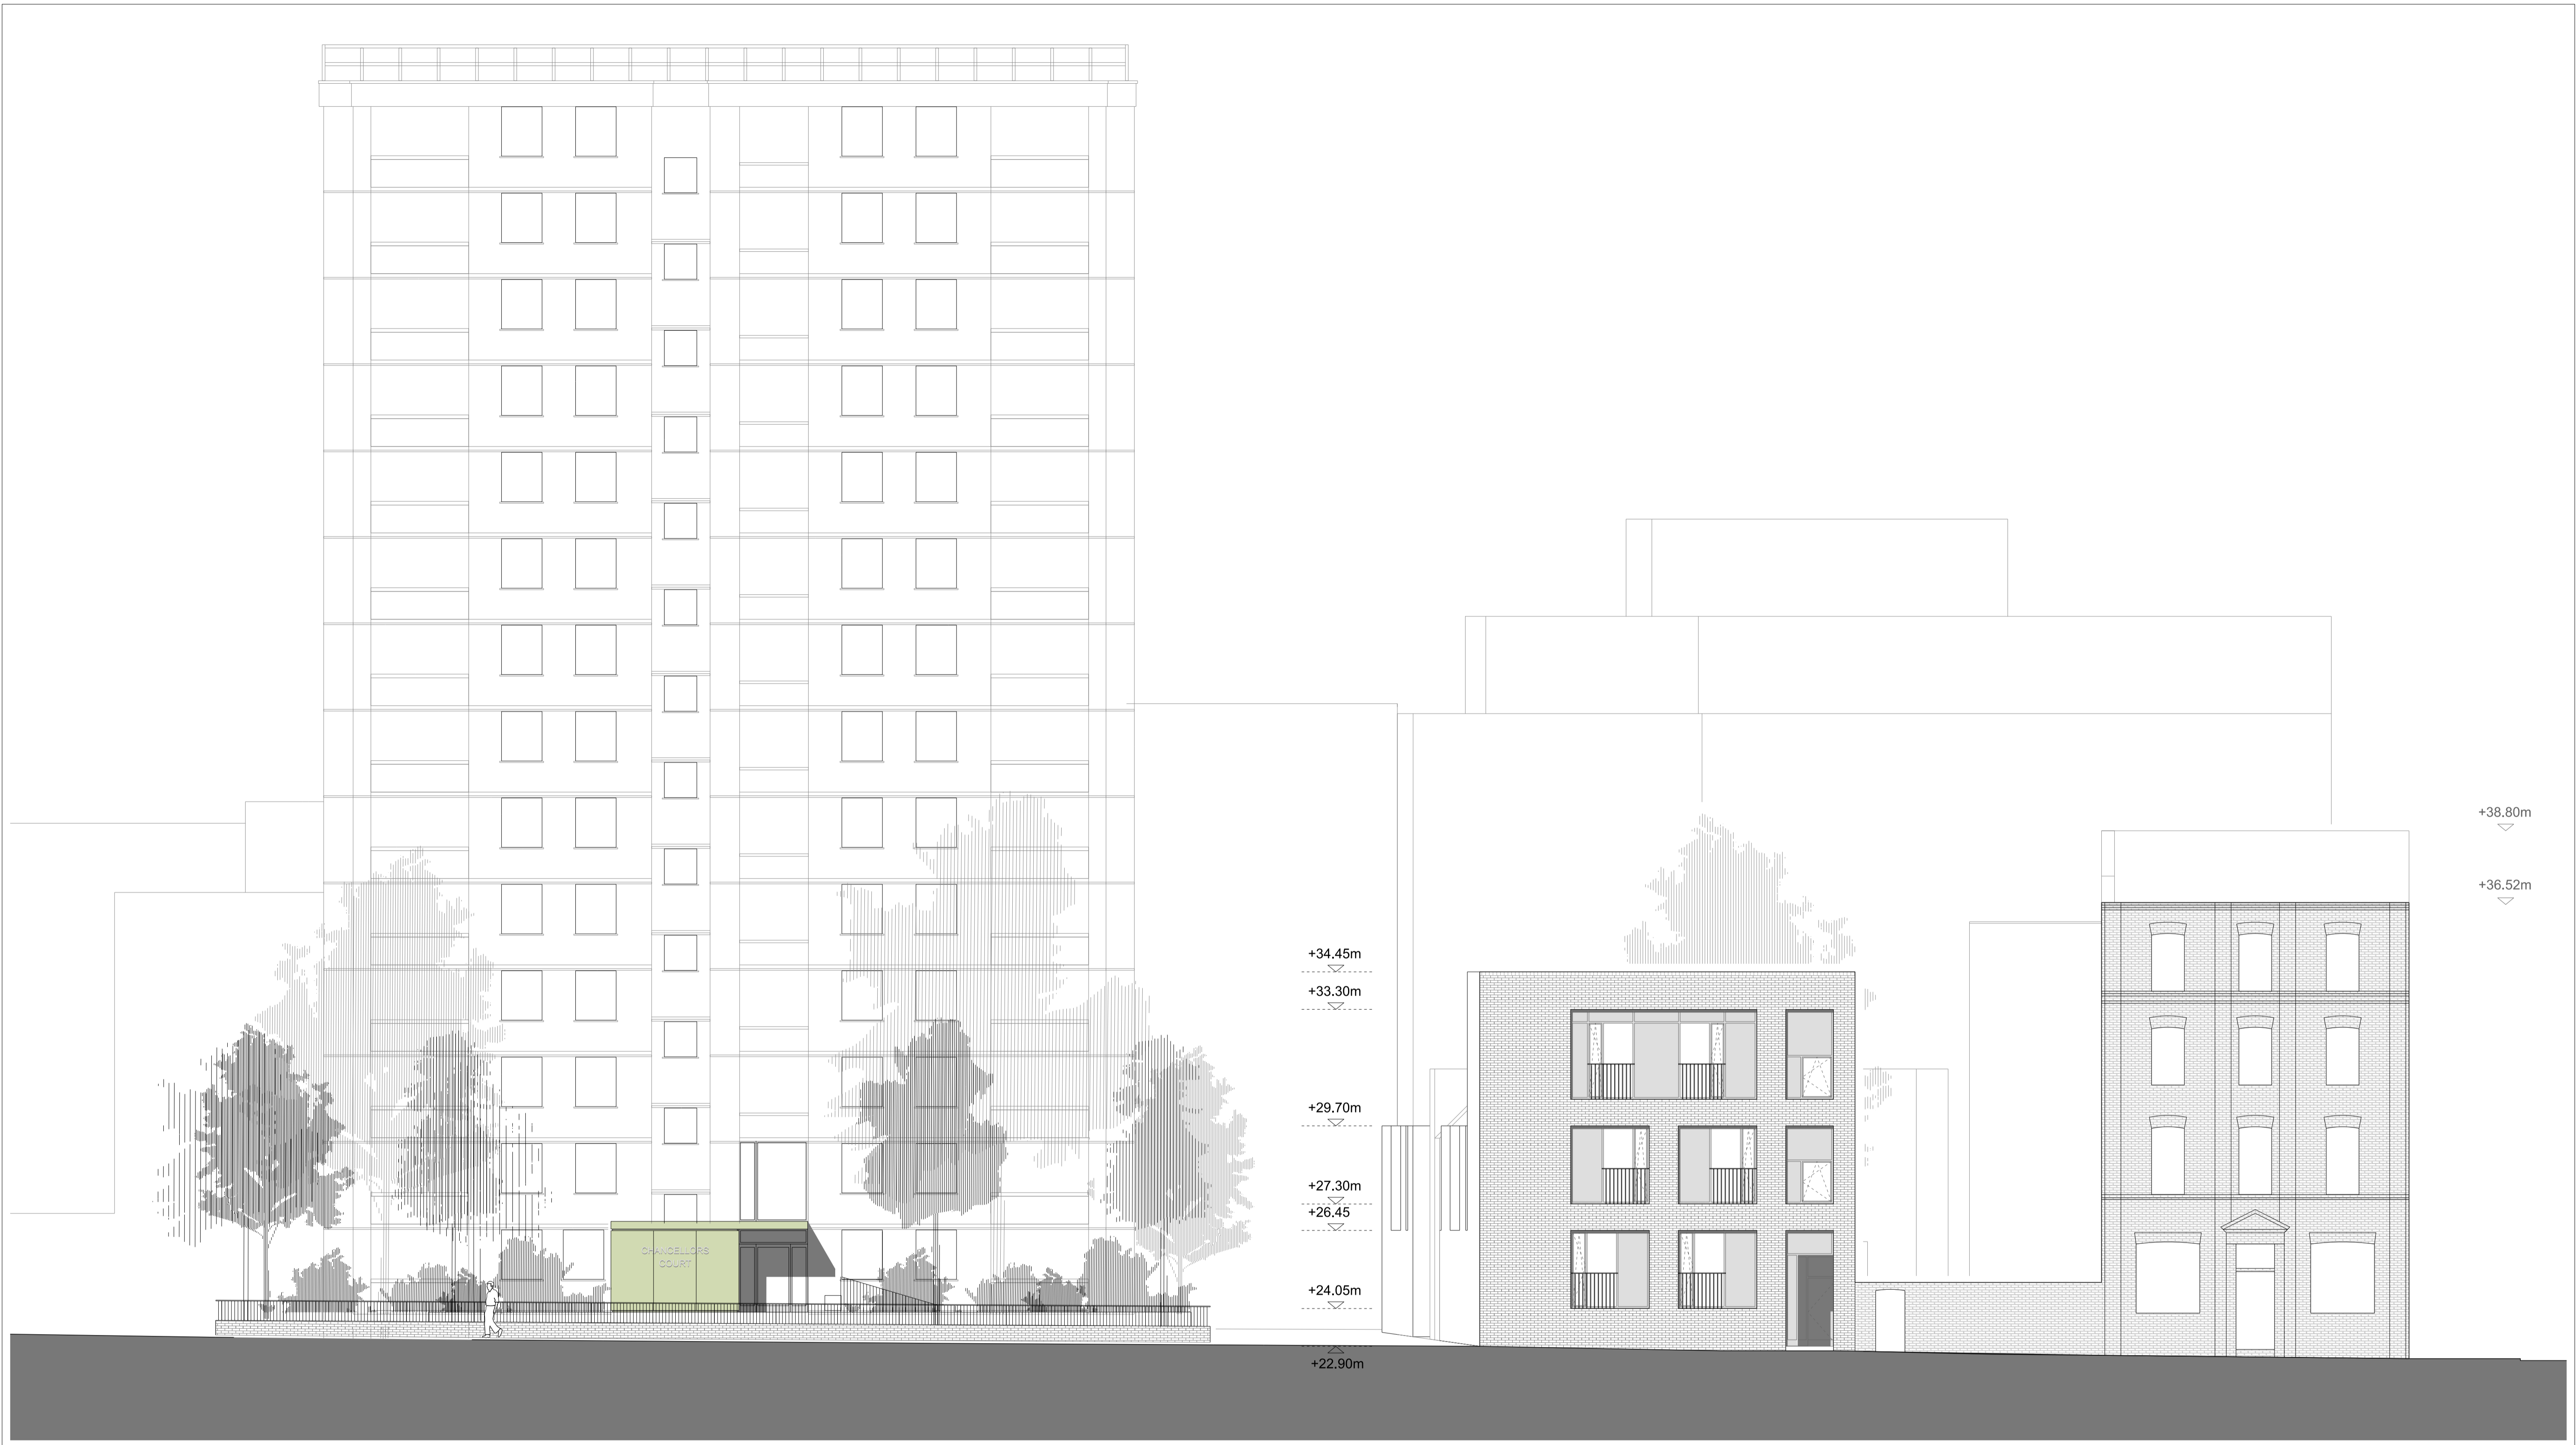 +38.80m
+36.52m
+34.45m
+33.30m
+29.70m
+27.30m
+26.45
CHANCELLORS
COURT
+24.05m
+22.90m